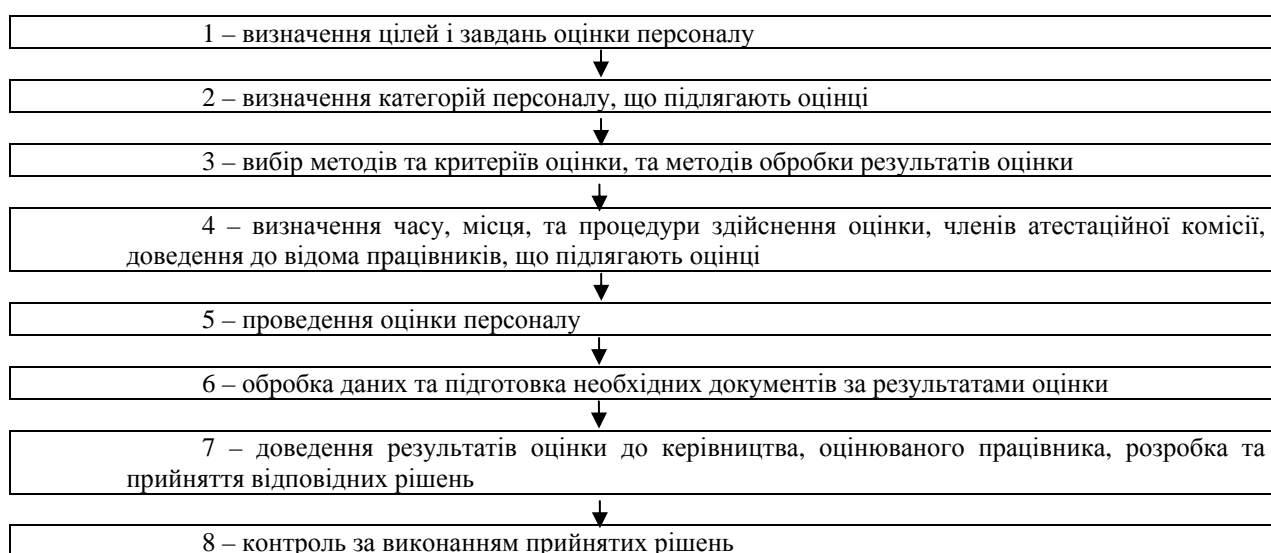 1 – визначення цілей і завдань оцінки персоналу
2 – визначення категорій персоналу, що підлягають оцінці
3 – вибір методів та критеріїв оцінки, та методів обробки результатів оцінки
4 – визначення часу, місця, та процедури здійснення оцінки, членів атестаційної комісії,
доведення до відома працівників, що підлягають оцінці
5 – проведення оцінки персоналу
6 – обробка даних та підготовка необхідних документів за результатами оцінки
7 – доведення результатів оцінки до керівництва, оцінюваного працівника, розробка та
прийняття відповідних рішень
8 – контроль за виконанням прийнятих рішень